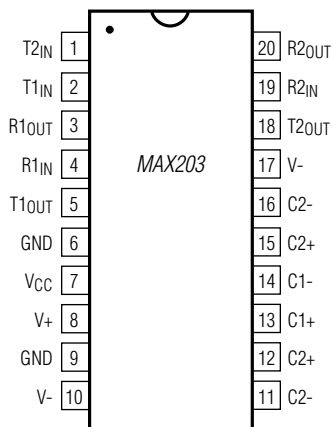 T2IN 1 20 R2OUT
T1IN 2 19 R2IN
R1OUT 3 18 T2OUT
R1IN 4 MAX203 17 V-
T1OUT 5 16 C2-
GND 6 15 C2+
VCC 7 14 C1-
V+ 8 13 C1+
GND 9 12 C2+
V- 10 11 C2-